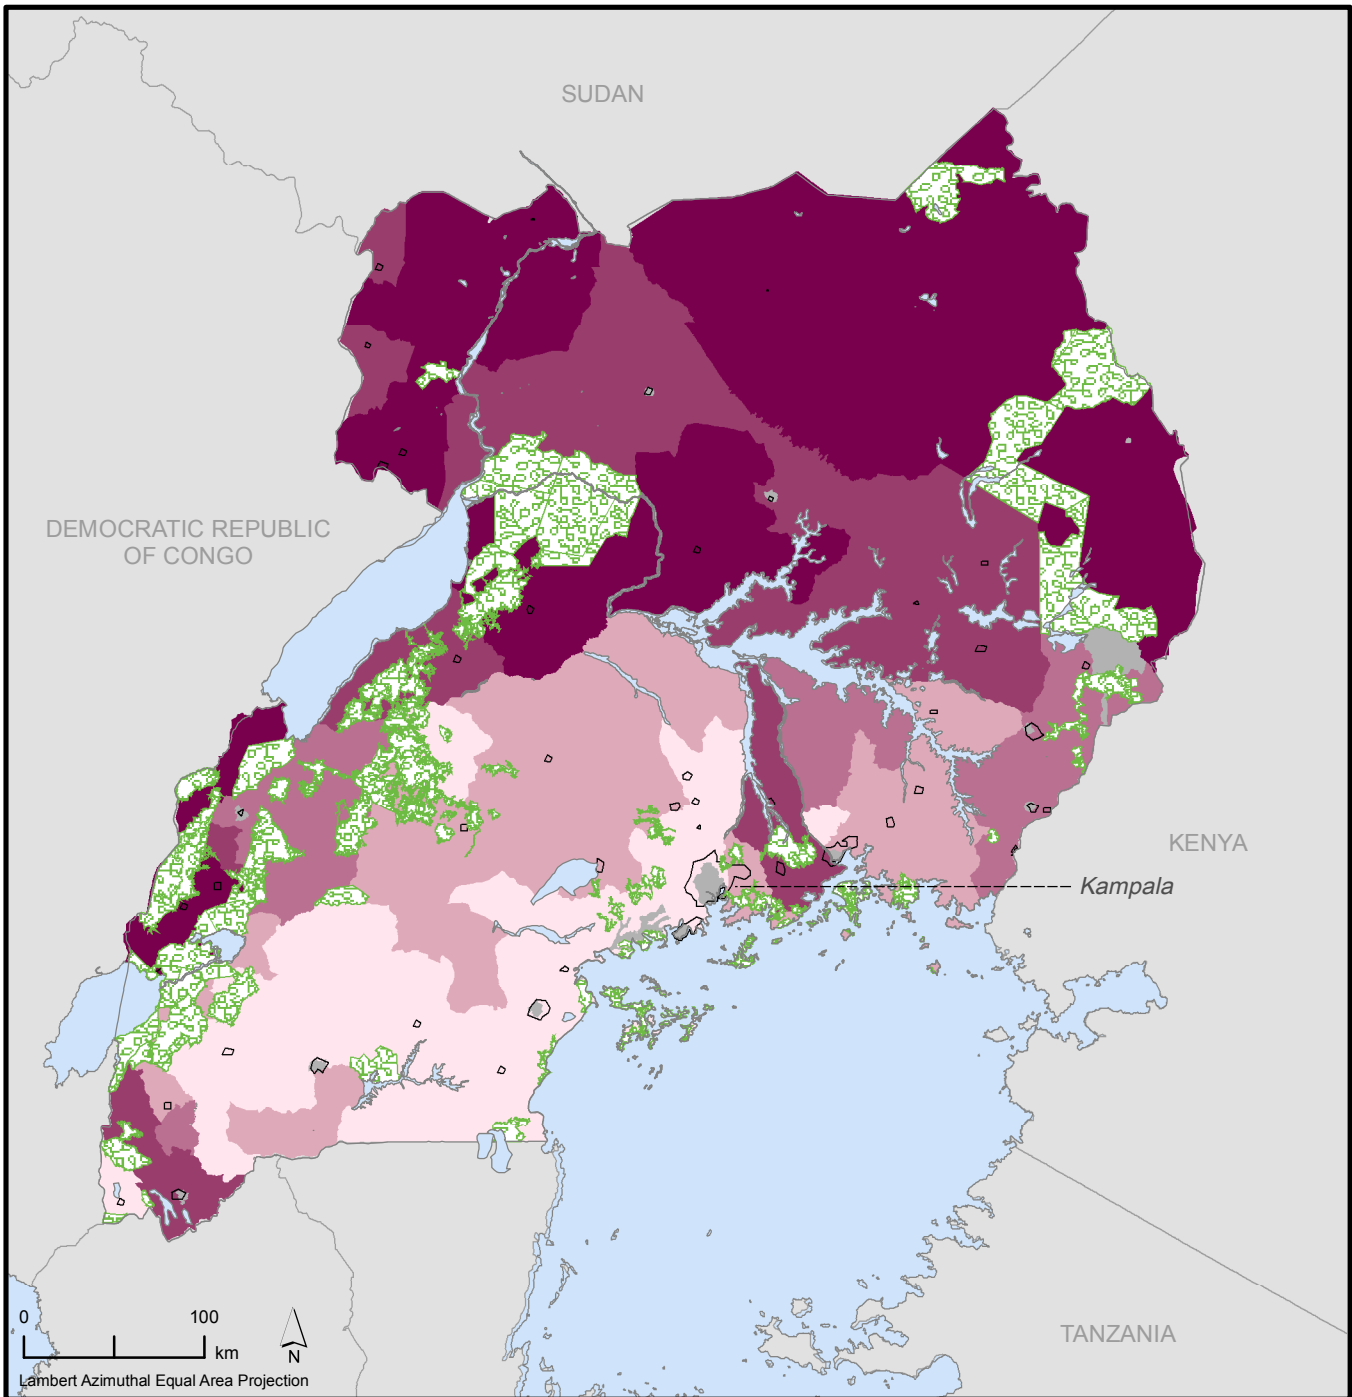 SUDAN
DEMOCRATIC REPUBLIC
OF CONGO
KENYA
Kampala
0 100
km
N
Lambert Azimuthal Equal Area Projection
TANZANIA